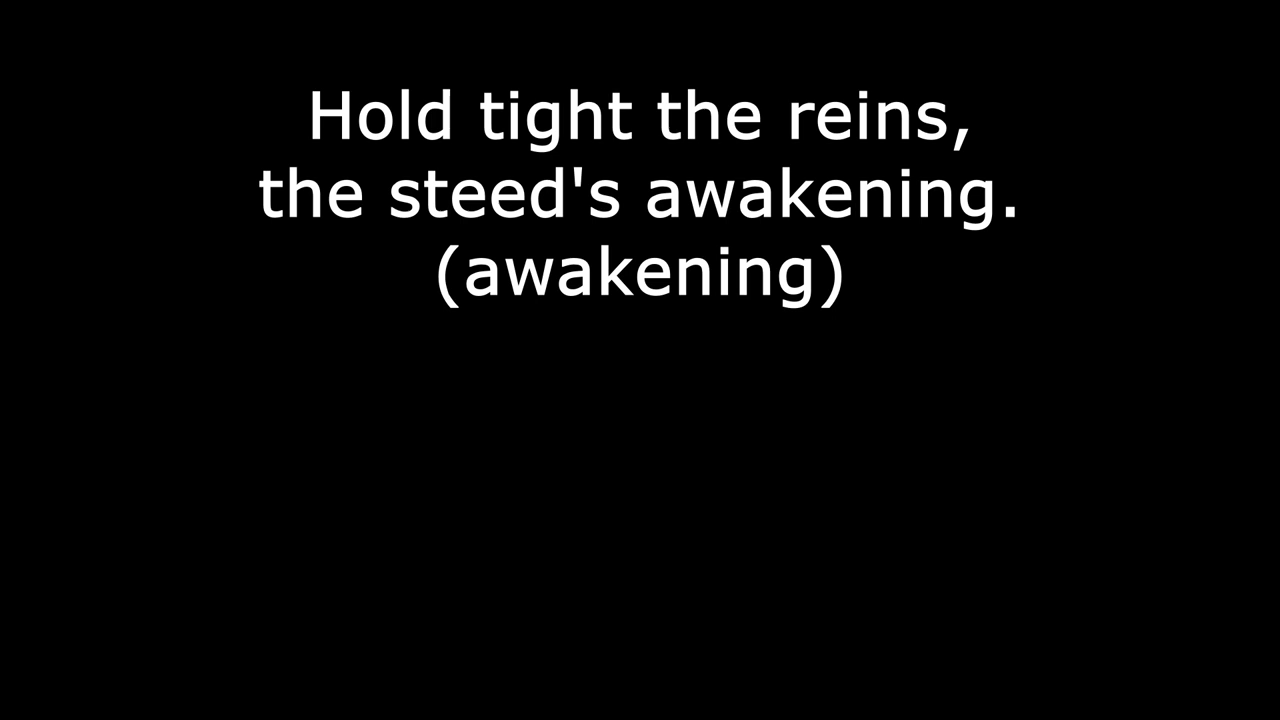 Hold tight the reins,
the steed's awakening.
(awakening)